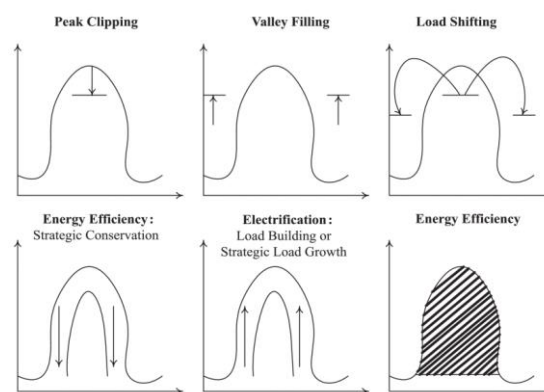 Peak Clipping
Valley Filling
Load Shifting
Energy Efficiency:
Strategic Conservation
Electrification:
Load Building or
Strategic Load Growth
Energy Efficiency